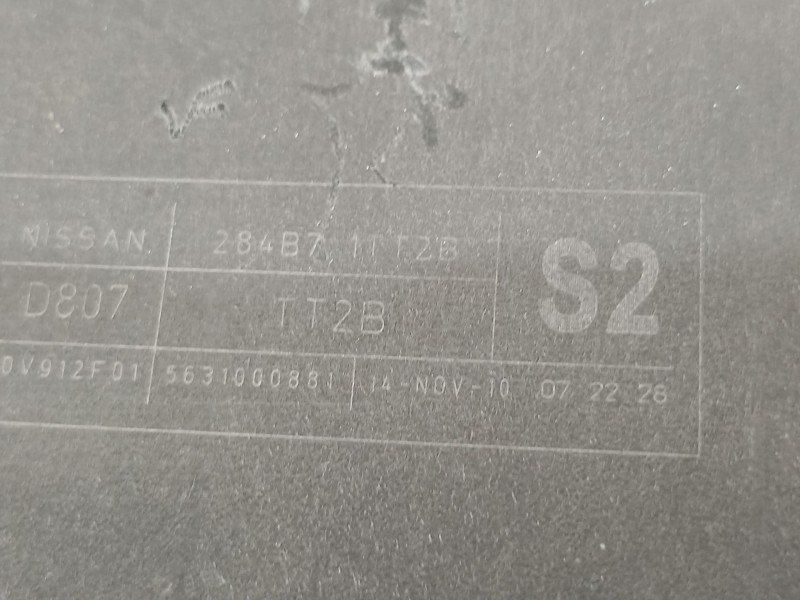 NISSAN 284B7 1TT2B S2
D807 TT2B
0V912F01 5631000881 14-NOV-10 07 22 28